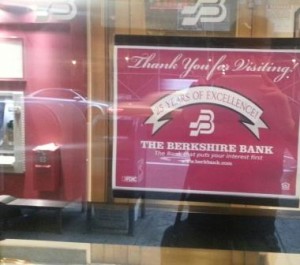 Thank You for Visiting!
25 YEARS OF EXCELLENCE!
THE BERKSHIRE BANK
The Bank that puts your interest first
www.berkbank.com